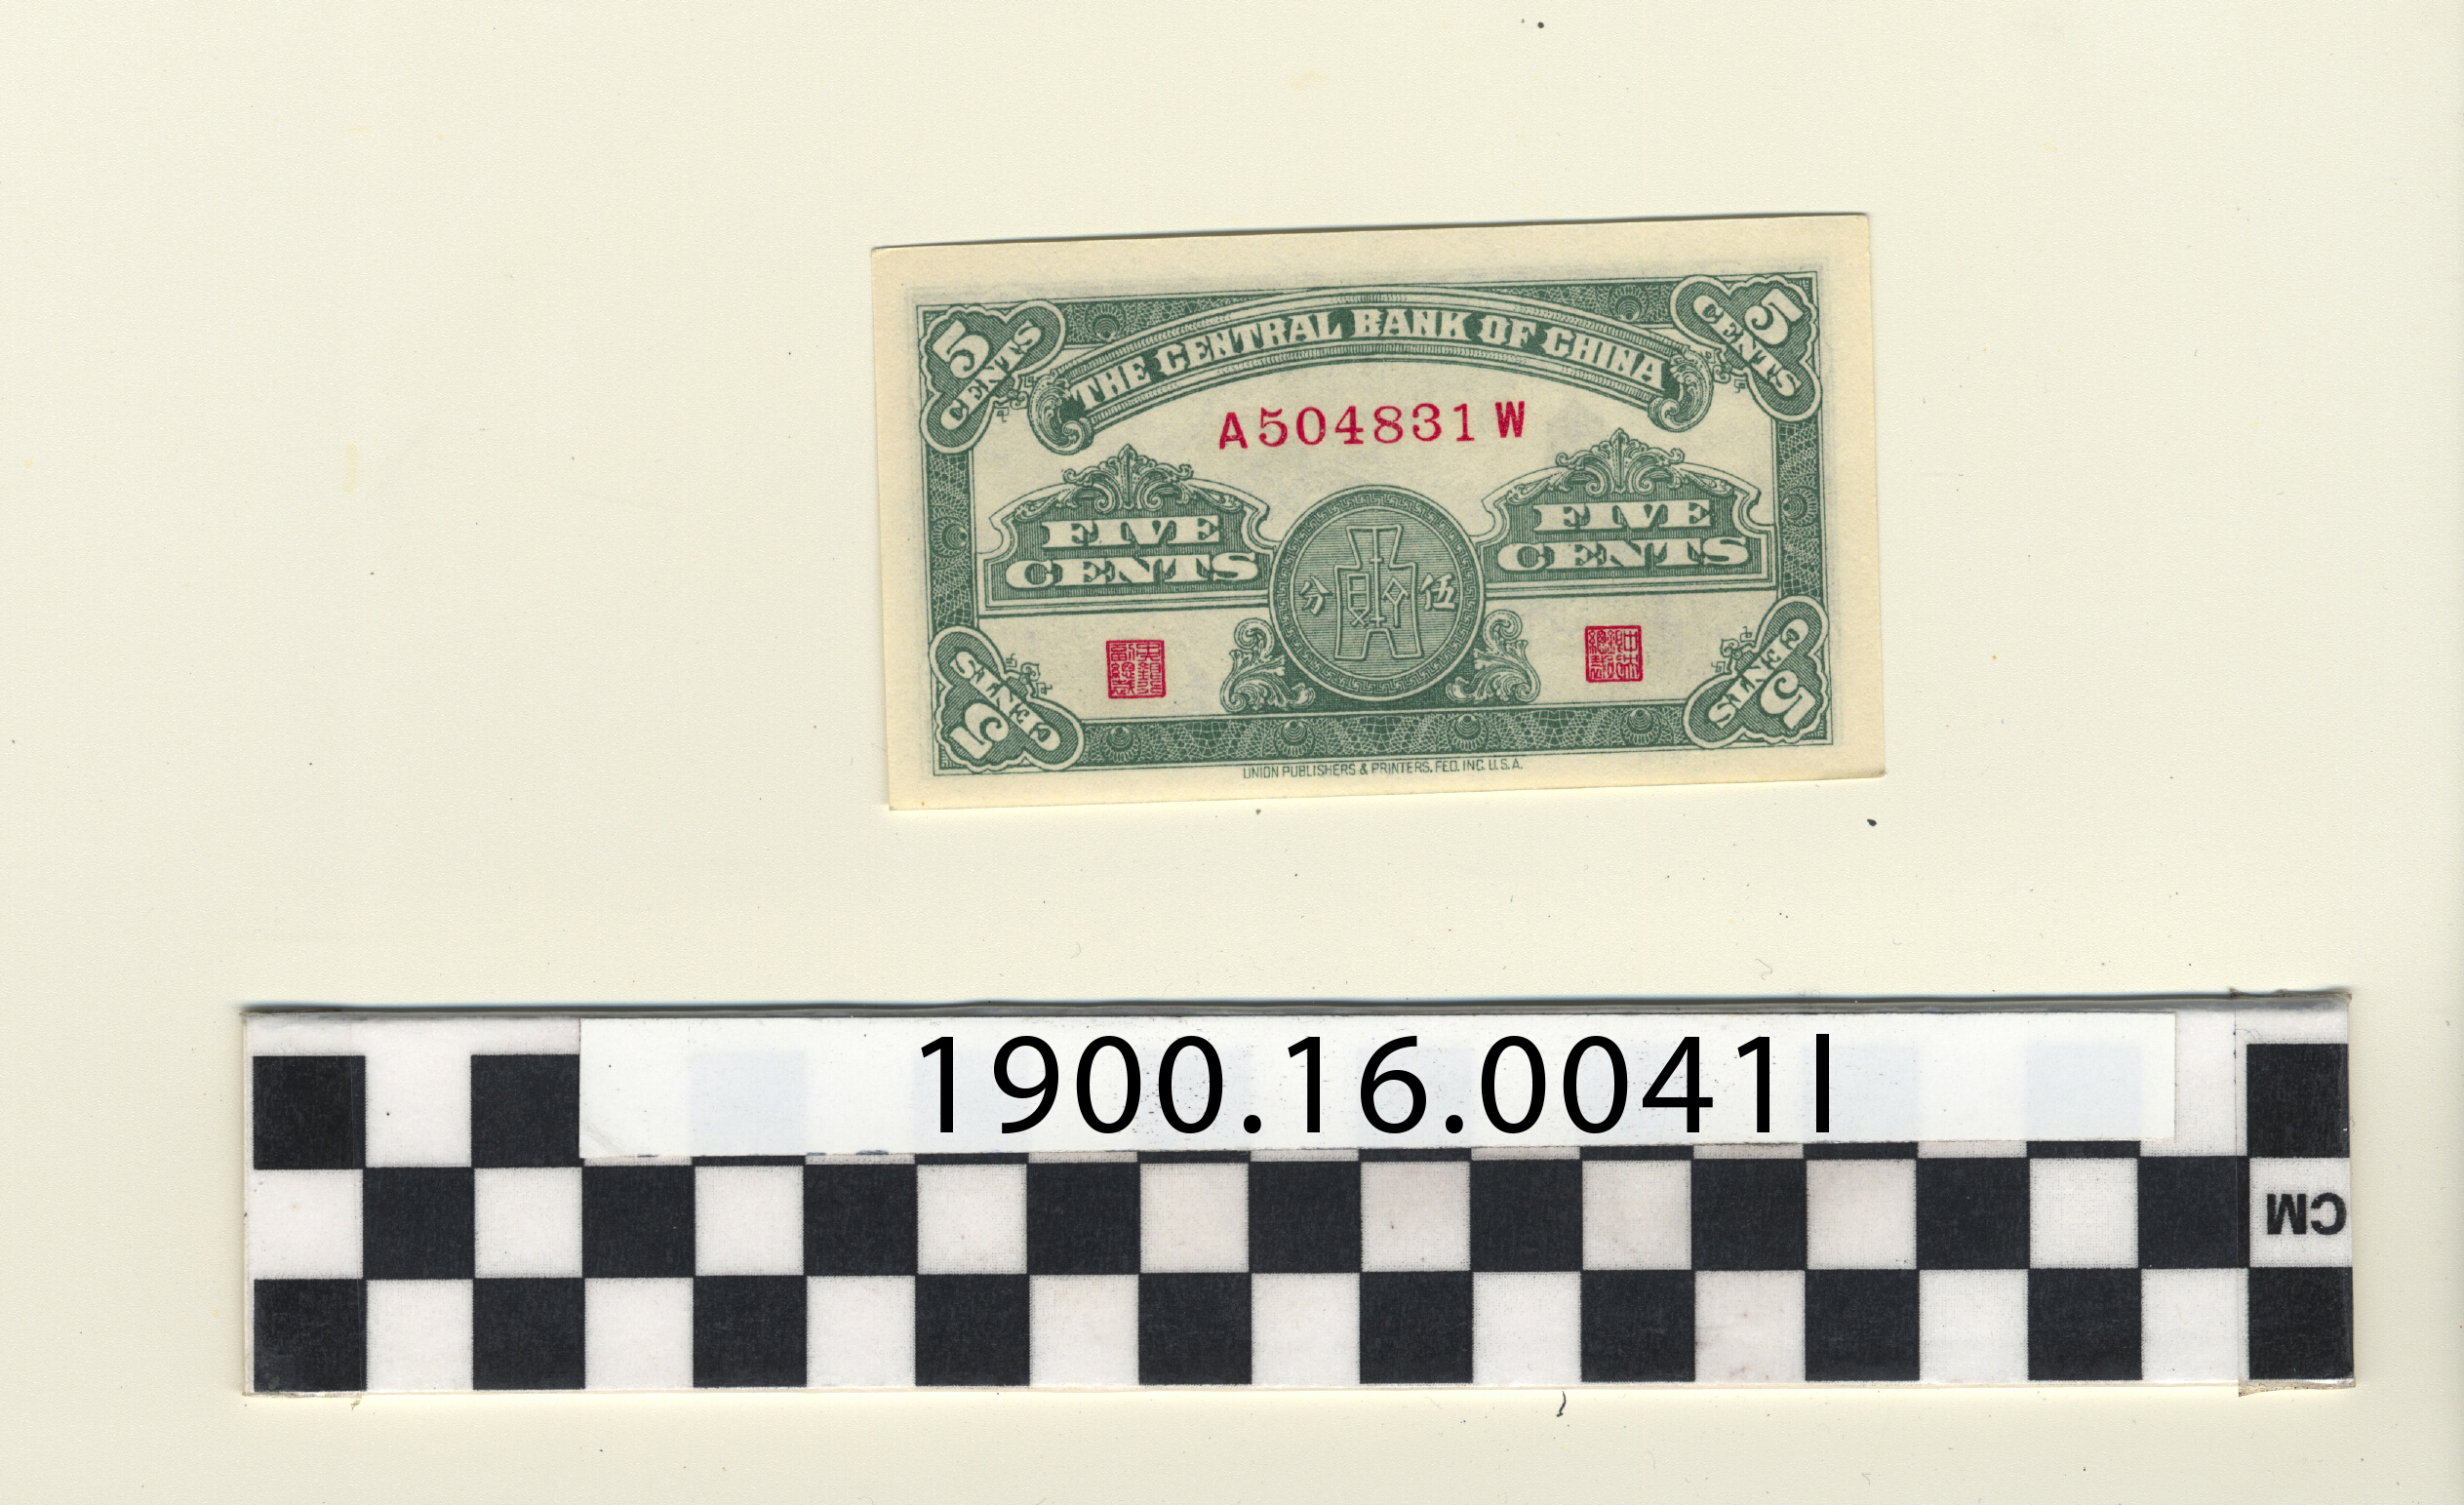 5 CENTS
THE CENTRAL BANK OF CHINA
5 CENTS
A504831 W
FIVE
CENTS
FIVE
CENTS
分 伍
5 CENTS
5 CENTS
UNION PUBLISHERS & PRINTERS, FED. INC. U.S.A.
1900.16.0041l
CM